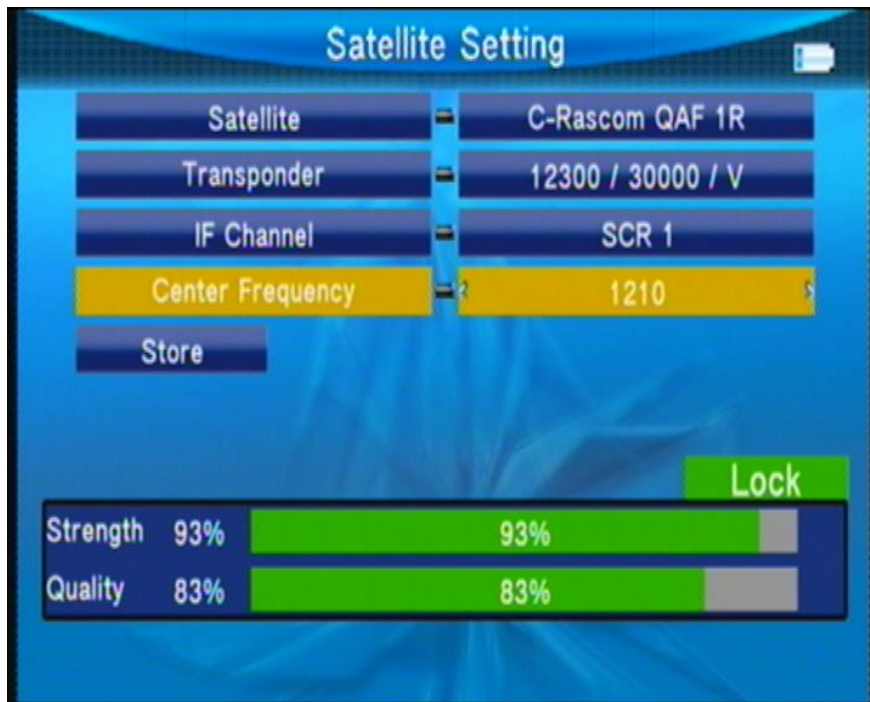 Satellite Setting
Satellite C-Rascom QAF 1R
Transponder 12300 / 30000 / V
IF Channel SCR 1
Center Frequency 1210
Store
Lock
Strength 93% 93%
Quality 83% 83%